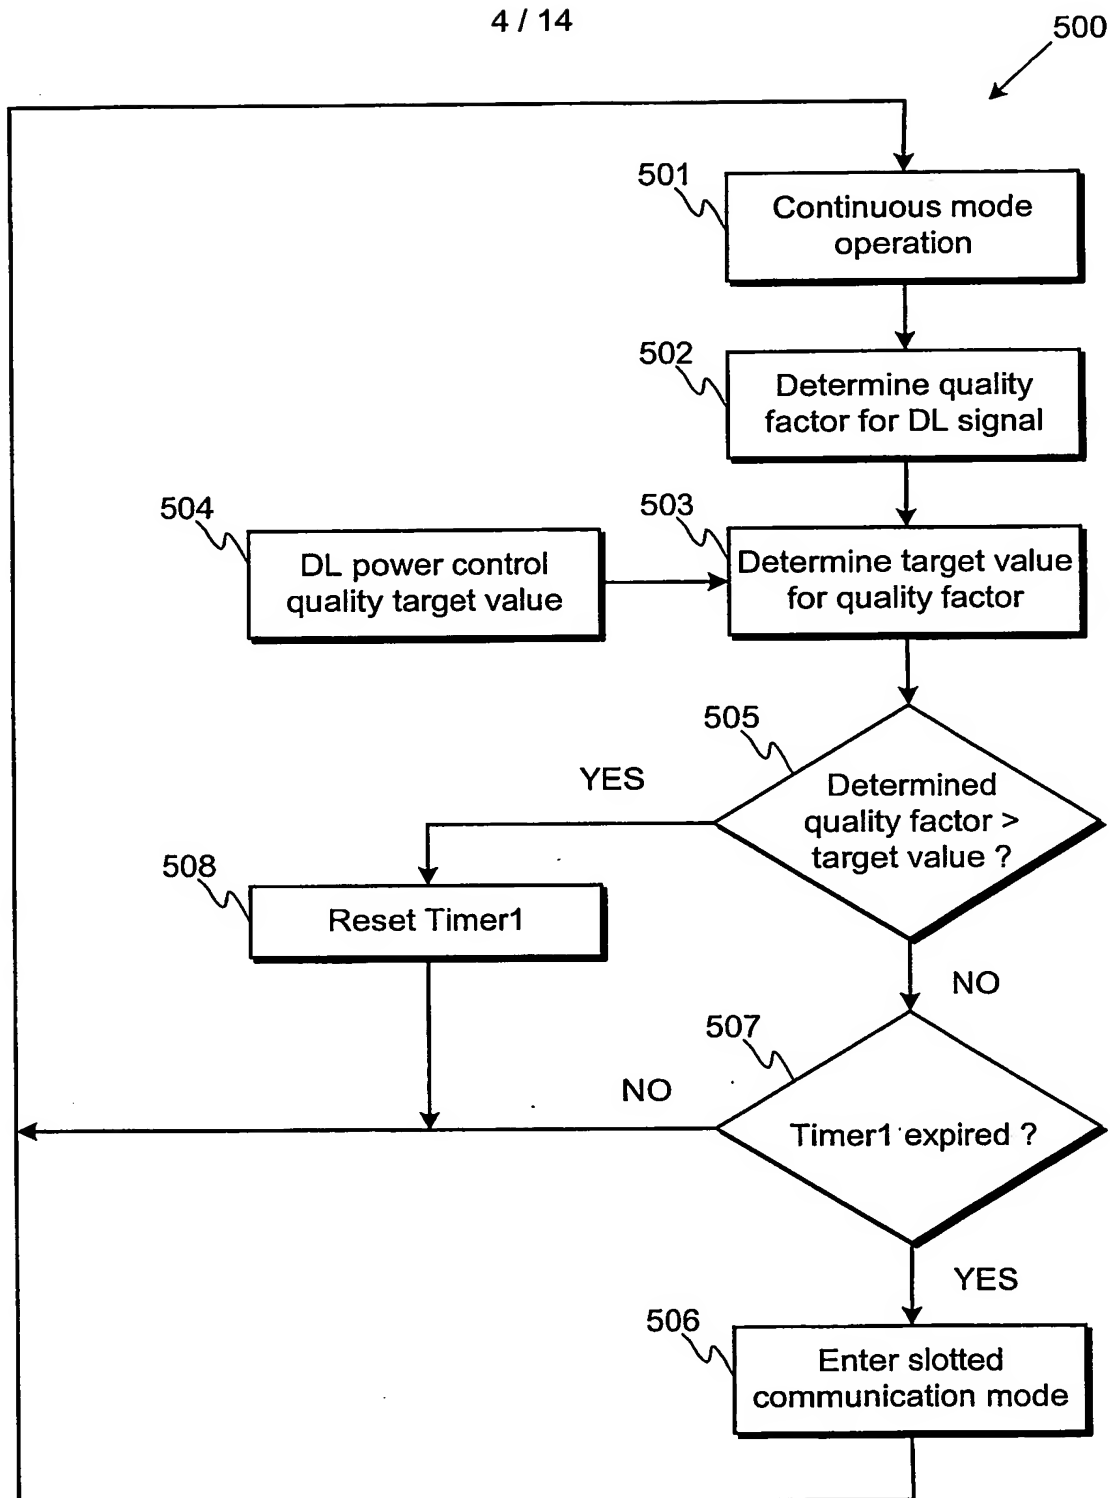 4 / 14
500
501
Continuous mode
operation
502
Determine quality
factor for DL signal
504
DL power control
quality target value
503
Determine target value
for quality factor
505
YES
Determined
quality factor >
target value ?
508
Reset Timer1
NO
507
NO
Timer1 expired ?
YES
506
Enter slotted
communication mode